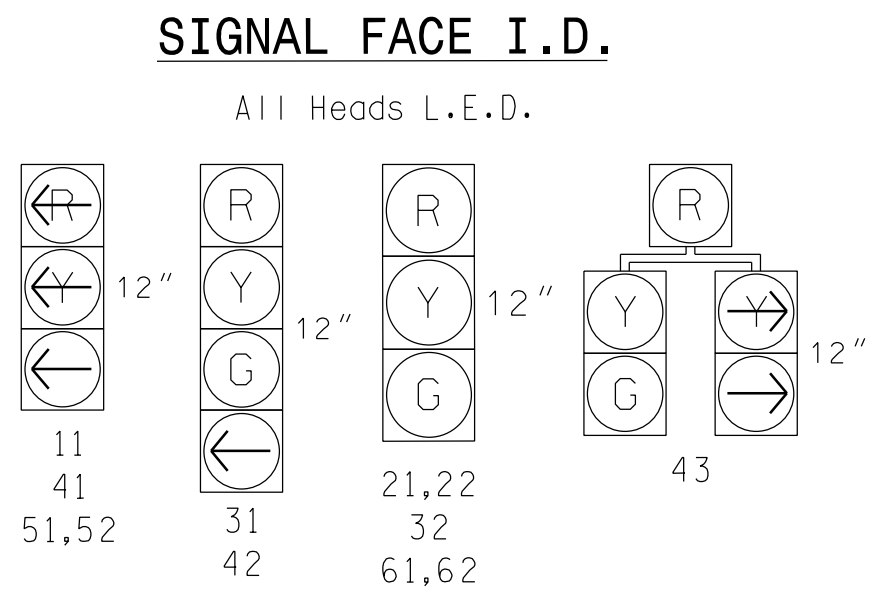 SIGNAL FACE I.D.
All Heads L.E.D.
R
Y
12"
11
41
51,52
R
Y
G
12"
31
42
R
Y
G
12"
21,22
32
61,62
R
Y
G
Y
12"
43